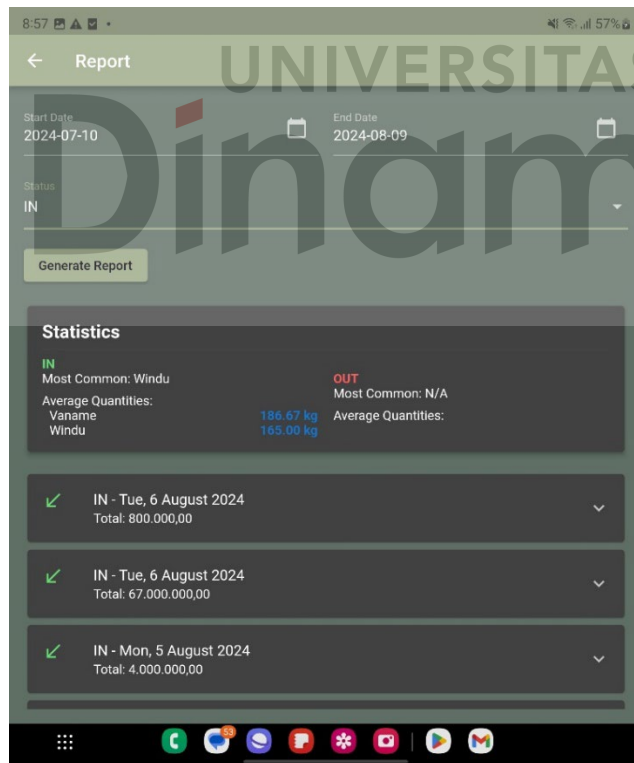 8:57
57%
Report
UNIVERSITAS
Dinam
Start Date
2024-07-10
End Date
2024-08-09
Status
IN
Generate Report
Statistics
IN
Most Common: Windu
Average Quantities:
Vaname 186.67 kg
Windu 165.00 kg
OUT
Most Common: N/A
Average Quantities:
IN - Tue, 6 August 2024
Total: 800.000,00
IN - Tue, 6 August 2024
Total: 67.000.000,00
IN - Mon, 5 August 2024
Total: 4.000.000,00
53